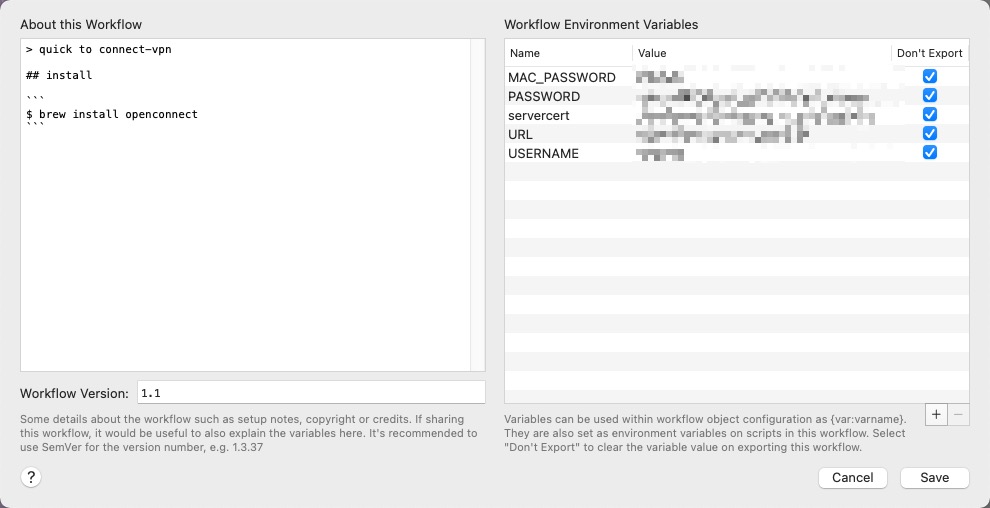 About this Workflow
> quick to connect-vpn
## install
```
$ brew install openconnect
```
Workflow Version: 1.1
Some details about the workflow such as setup notes, copyright or credits. If sharing
this workflow, it would be useful to also explain the variables here. It's recommended to
use SemVer for the version number, e.g. 1.3.37
?
Workflow Environment Variables
Name Value Don't Export
MAC_PASSWORD
PASSWORD
servercert
URL
USERNAME
+ −
Variables can be used within workflow object configuration as {var:varname}.
They are also set as environment variables on scripts in this workflow. Select
"Don't Export" to clear the variable value on exporting this workflow.
Cancel Save